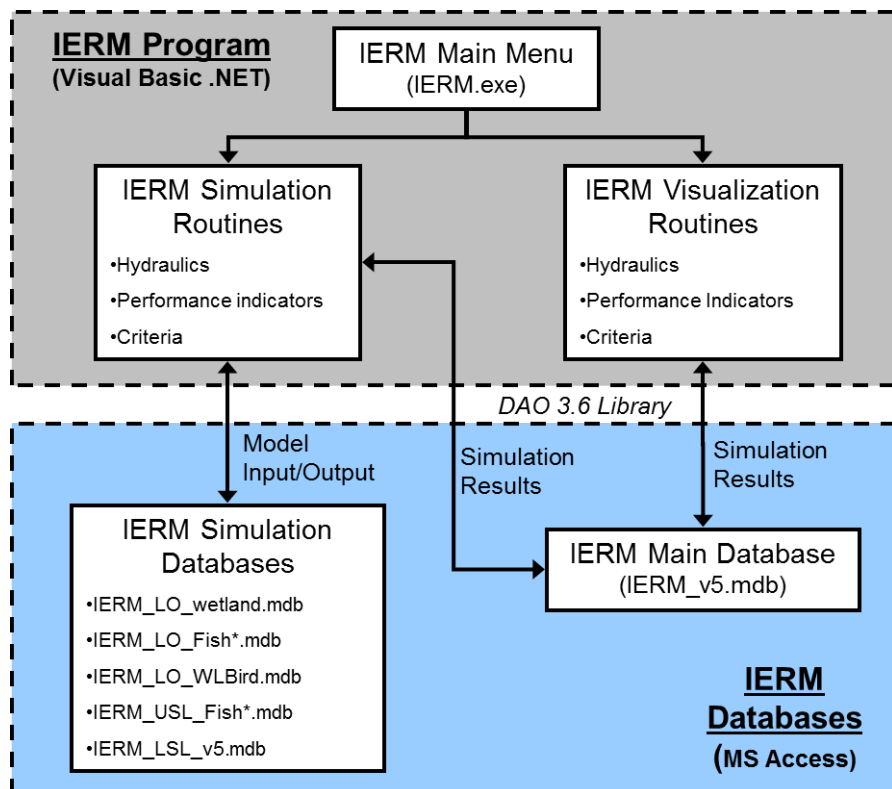 IERM Program
(Visual Basic .NET)
IERM Main Menu
(IERM.exe)
IERM Simulation
Routines
•Hydraulics
•Performance indicators
•Criteria
IERM Visualization
Routines
•Hydraulics
•Performance Indicators
•Criteria
DAO 3.6 Library
Model
Input/Output
Simulation
Results
Simulation
Results
IERM Simulation
Databases
•IERM_LO_wetland.mdb
•IERM_LO_Fish*.mdb
•IERM_LO_WLBird.mdb
•IERM_USL_Fish*.mdb
•IERM_LSL_v5.mdb
IERM Main Database
(IERM_v5.mdb)
IERM
Databases
(MS Access)